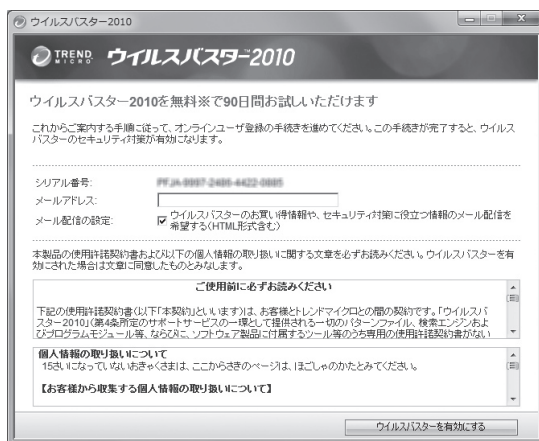 ウイルスバスター2010
TREND MICRO ウイルスバスター™2010
ウイルスバスター2010を無料※で90日間お試しいただけます
これからご案内する手順に従って、オンラインユーザ登録の手続きを進めてください。この手続きが完了すると、ウイルス
バスターのセキュリティ対策が有効になります。
シリアル番号:
メールアドレス:
メール配信の設定: ウイルスバスターのお買い得情報や、セキュリティ対策に役立つ情報のメール配信を
希望する(HTML形式含む)
本製品の使用許諾契約書および以下の個人情報の取り扱いに関する文章を必ずお読みください。ウイルスバスターを有
効にされた場合は文章に同意したものとみなします。
ご使用前に必ずお読みください
下記の使用許諾契約書(以下「本契約」といいます)は、お客様とトレンドマイクロとの間の契約です。「ウイルスバ
スター2010」(第4条所定のサポートサービスの一環として提供される一切のパターンファイル、検索エンジンおよ
びプログラムモジュール等、ならびに、ソフトウェア製品に付属するツール等のうち専用の使用許諾契約書がない
個人情報の取り扱いについて
15さいになっていないおきゃくさまは、ここからさきのページは、ほごしゃのかたとみてください。
【お客様から収集する個人情報の取り扱いについて】
ウイルスバスターを有効にする